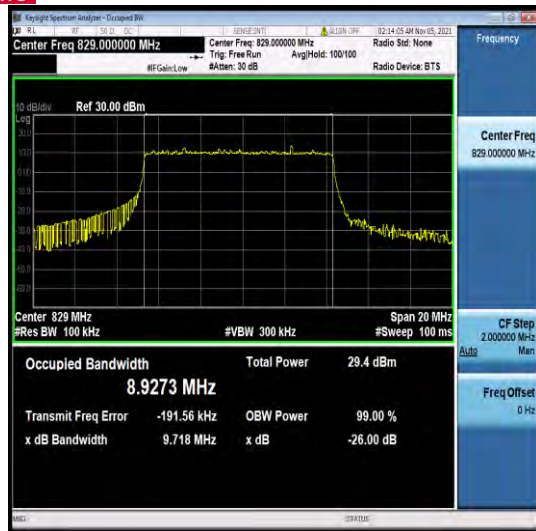 Keysight Spectrum Analyzer - Occupied BW
RL RF 50 Ω DC SENSE:INT ALIGN OFF 02:14:05 AM Nov 05, 2021
Center Freq 829.000000 MHz
Center Freq: 829.000000 MHz
Radio Std: None
Trig: Free Run Avg|Hold: 100/100
#IFGain:Low #Atten: 30 dB Radio Device: BTS
10 dB/div Ref 30.00 dBm
Log
20.0
10.0
0.00
-10.0
-20.0
-30.0
-40.0
-50.0
-60.0
Center 829 MHz Span 20 MHz
#Res BW 100 kHz #VBW 300 kHz #Sweep 100 ms
Occupied Bandwidth Total Power 29.4 dBm
8.9273 MHz
Transmit Freq Error -191.56 kHz OBW Power 99.00 %
x dB Bandwidth 9.718 MHz x dB -26.00 dB
MSG STATUS
Frequency
Center Freq
829.000000 MHz
CF Step
2.000000 MHz
Auto Man
Freq Offset
0 Hz